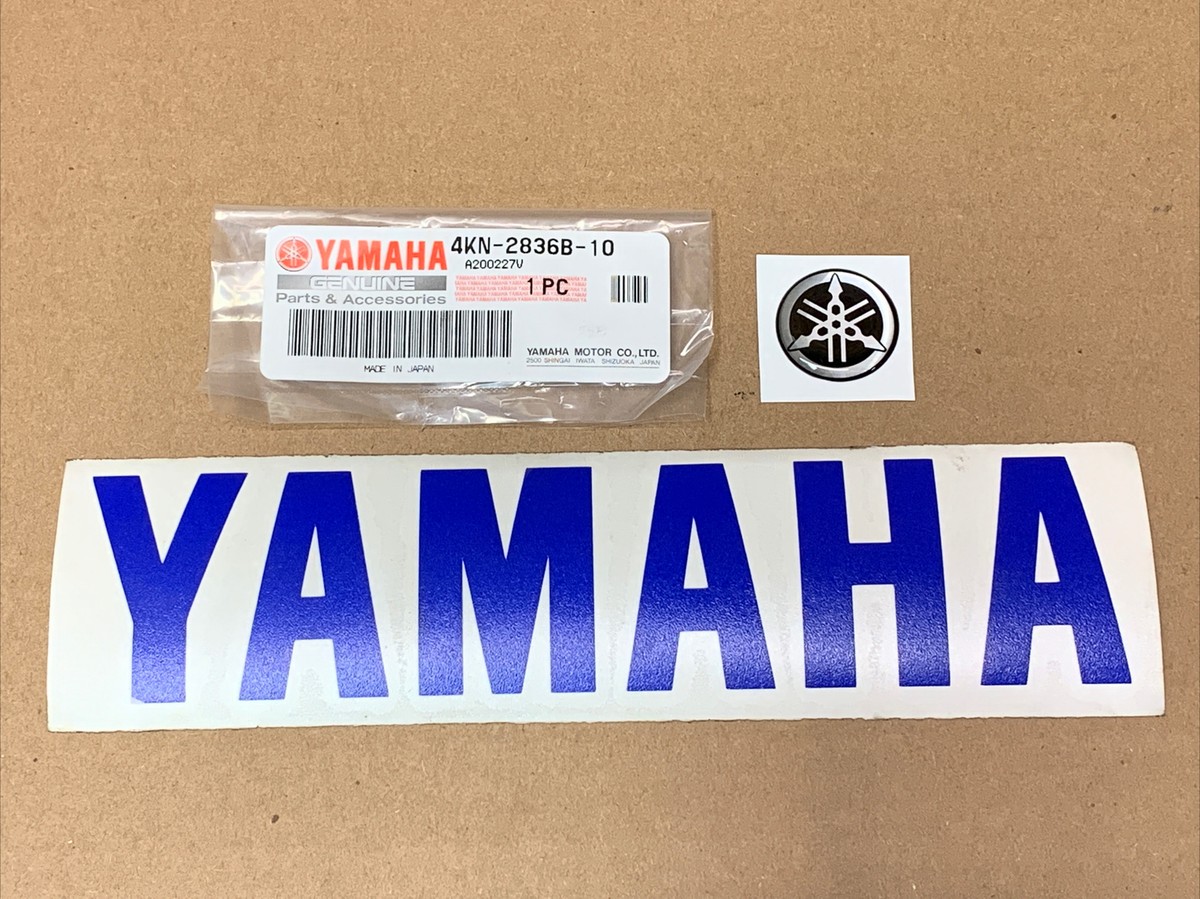 YAMAHA 4KN-2836B-10
A200227V
GENUINE
Parts & Accessories
1 PC
YAMAHA MOTOR CO.,LTD.
2500 SHINGAI IWATA SHIZUOKA JAPAN
MADE IN JAPAN
YAMAHA